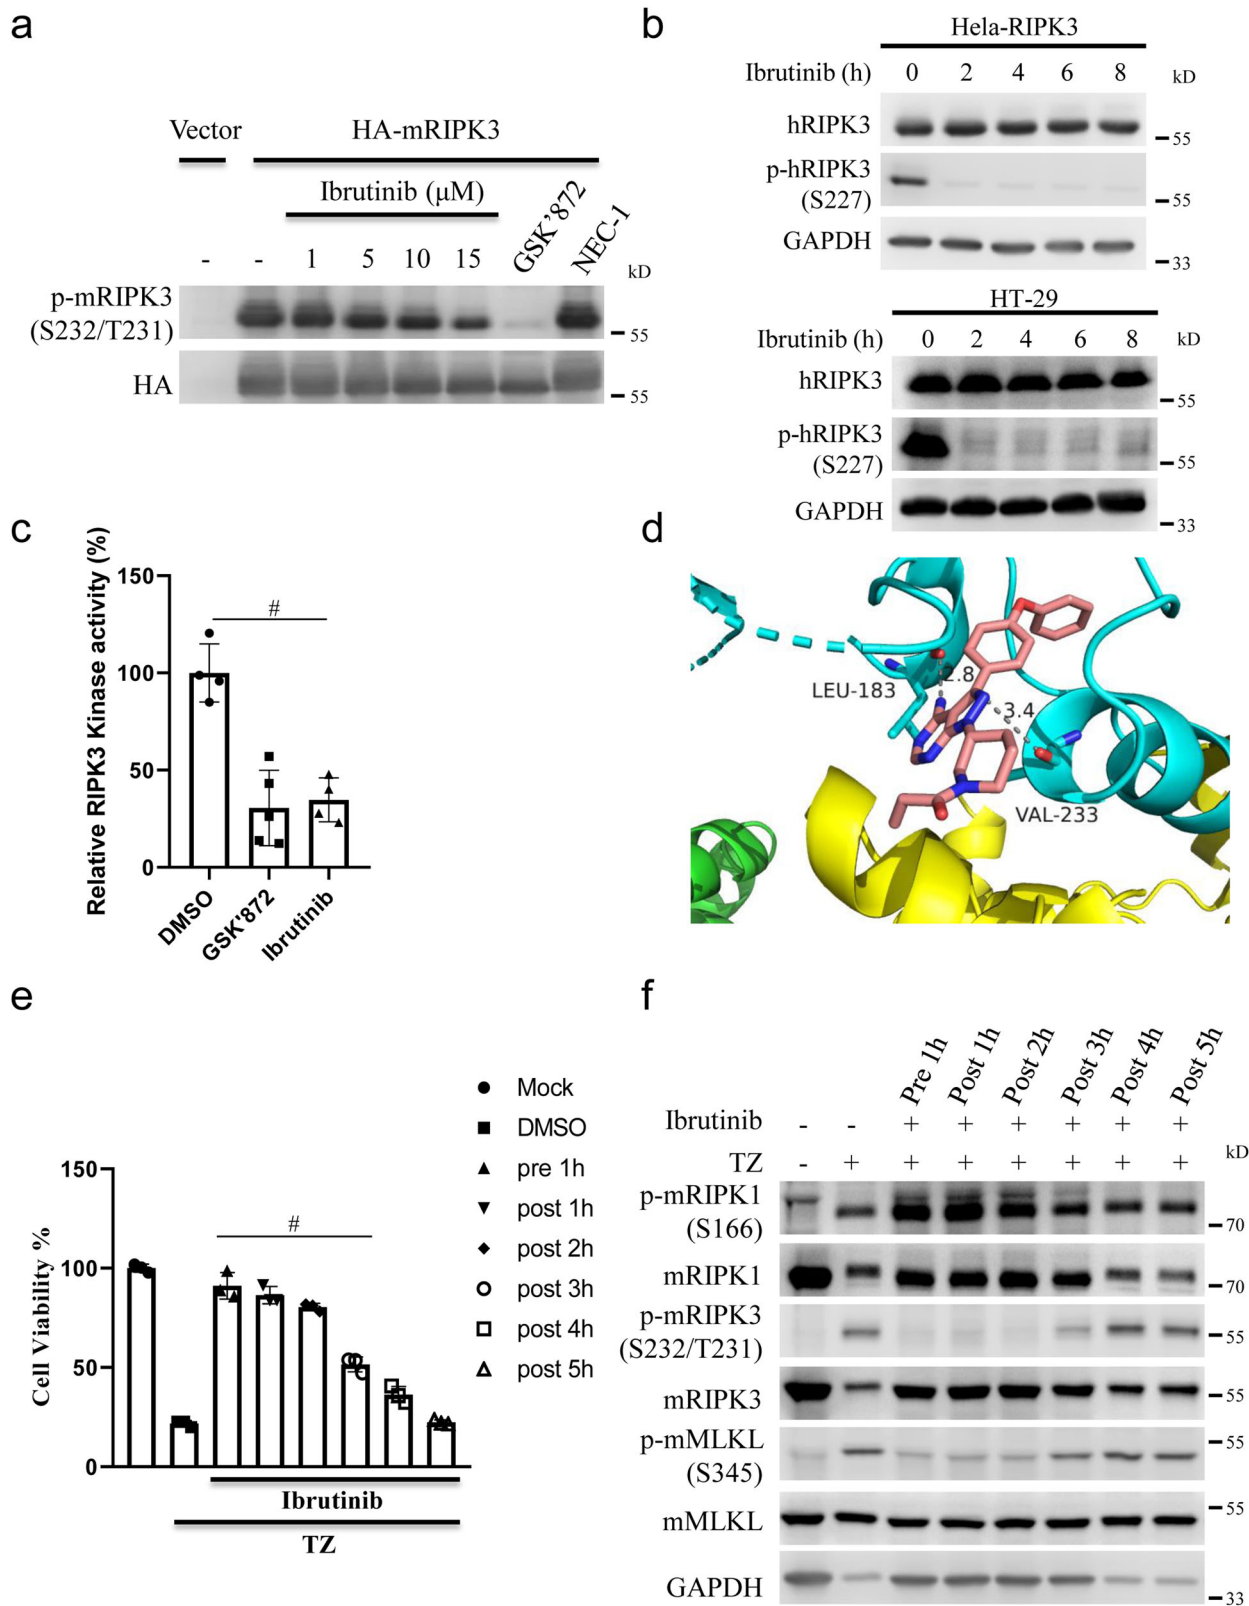 a
Vector HA-mRIPK3
Ibrutinib (μM) GSK'872 NEC-1
- - 1 5 10 15 kD
p-mRIPK3
(S232/T231)
55
HA
55
b
Hela-RIPK3
Ibrutinib (h) 0 2 4 6 8 kD
hRIPK3
55
p-hRIPK3
(S227)
55
GAPDH
33
HT-29
Ibrutinib (h) 0 2 4 6 8 kD
hRIPK3
55
p-hRIPK3
(S227)
55
GAPDH
33
c
Relative RIPK3 Kinase activity (%)
150
100
50
0
#
DMSO GSK'872 Ibrutinib
d
LEU-183
2.8
3.4
VAL-233
e
Mock
DMSO
pre 1h
post 1h
post 2h
post 3h
post 4h
post 5h
Cell Viability %
150
100
50
0
#
Ibrutinib
TZ
f
Pre 1h Post 1h Post 2h Post 3h Post 4h Post 5h
Ibrutinib - - + + + + + +
TZ - + + + + + + + kD
p-mRIPK1
(S166)
70
mRIPK1
70
p-mRIPK3
(S232/T231)
55
mRIPK3
55
p-mMLKL
(S345)
55
mMLKL
55
GAPDH
33